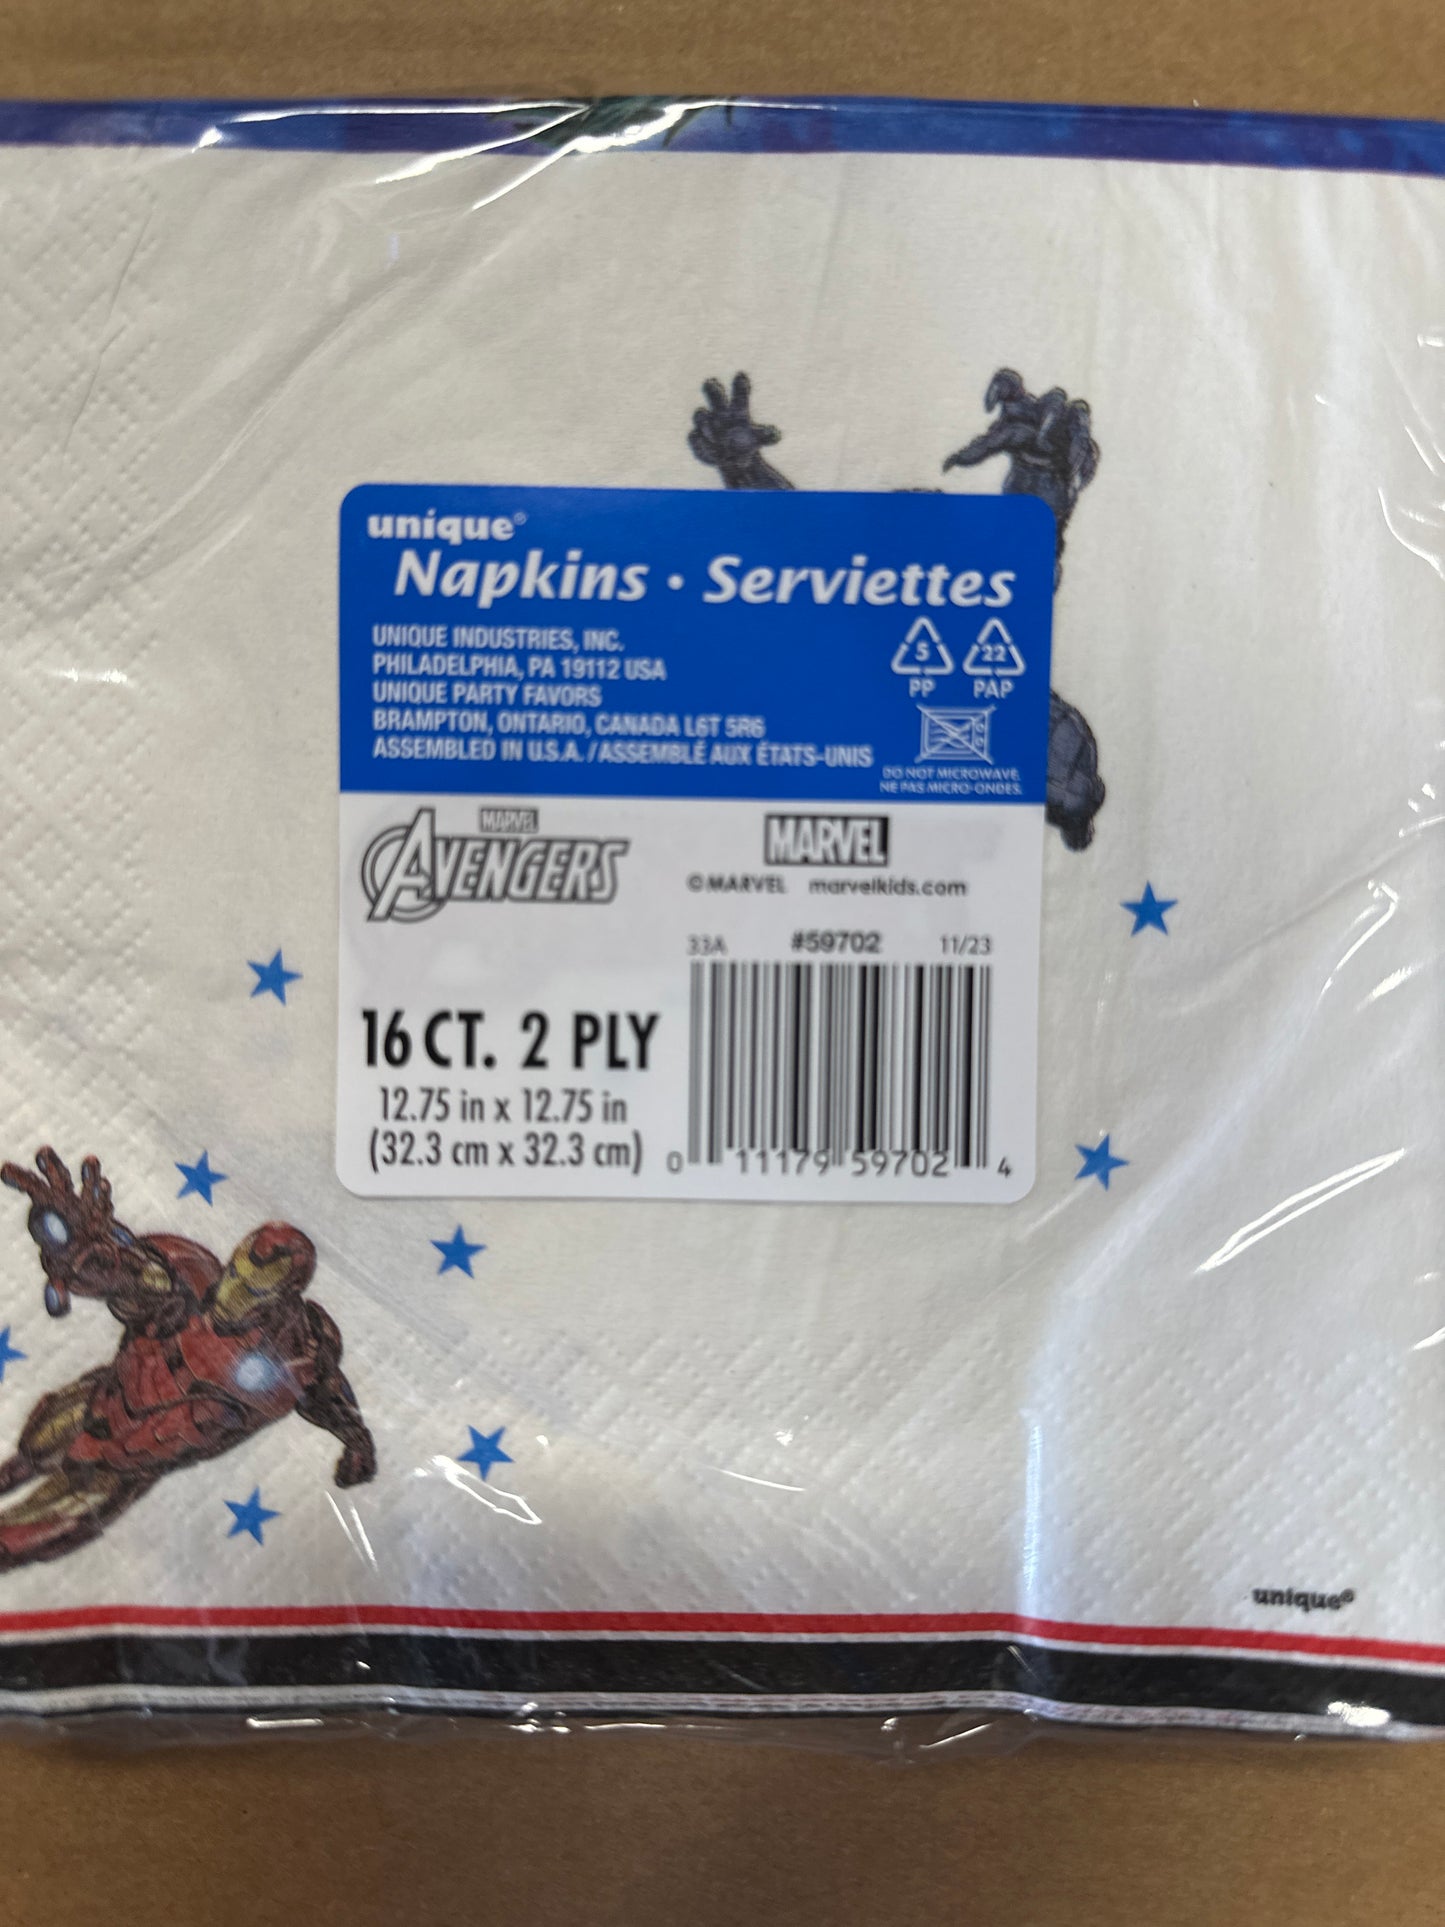 unique®
Napkins • Serviettes
UNIQUE INDUSTRIES, INC.
PHILADELPHIA, PA 19112 USA
UNIQUE PARTY FAVORS
BRAMPTON, ONTARIO, CANADA L6T 5R6
ASSEMBLED IN U.S.A. / ASSEMBLÉ AUX ÉTATS-UNIS
5 22
PP PAP
DO NOT MICROWAVE.
NE PAS MICRO-ONDES.
MARVEL
AVENGERS
MARVEL
©MARVEL marvelkids.com
33A #59702 11/23
16 CT. 2 PLY
12.75 in x 12.75 in
(32.3 cm x 32.3 cm)
0 11179 59702 4
unique®